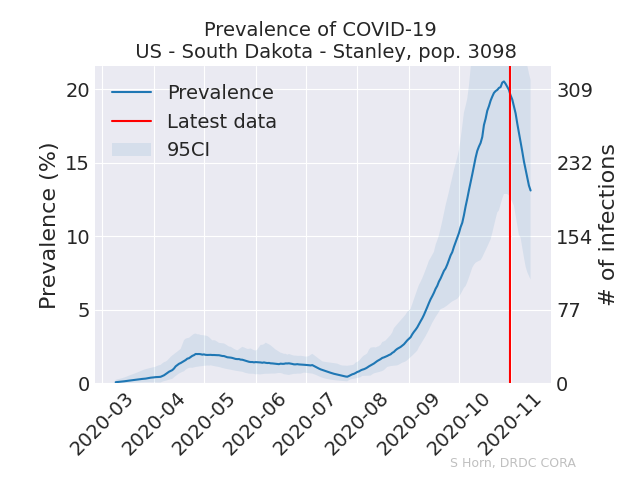 Prevalence of COVID-19
US - South Dakota - Stanley, pop. 3098
Prevalence
Latest data
95CI
Prevalence (%)
20
15
10
5
0
309
232
154
77
0
# of infections
2020-03
2020-04
2020-05
2020-06
2020-07
2020-08
2020-09
2020-10
2020-11
S Horn, DRDC CORA